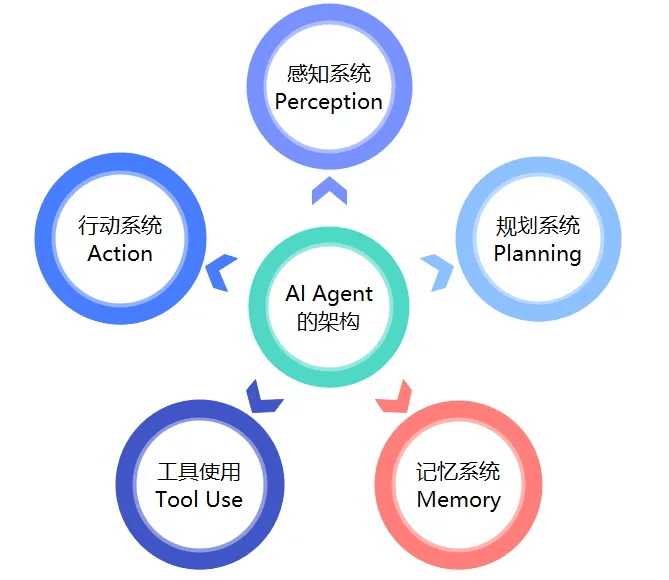 感知系统
Perception
行动系统
Action
规划系统
Planning
AI Agent
的架构
工具使用
Tool Use
记忆系统
Memory